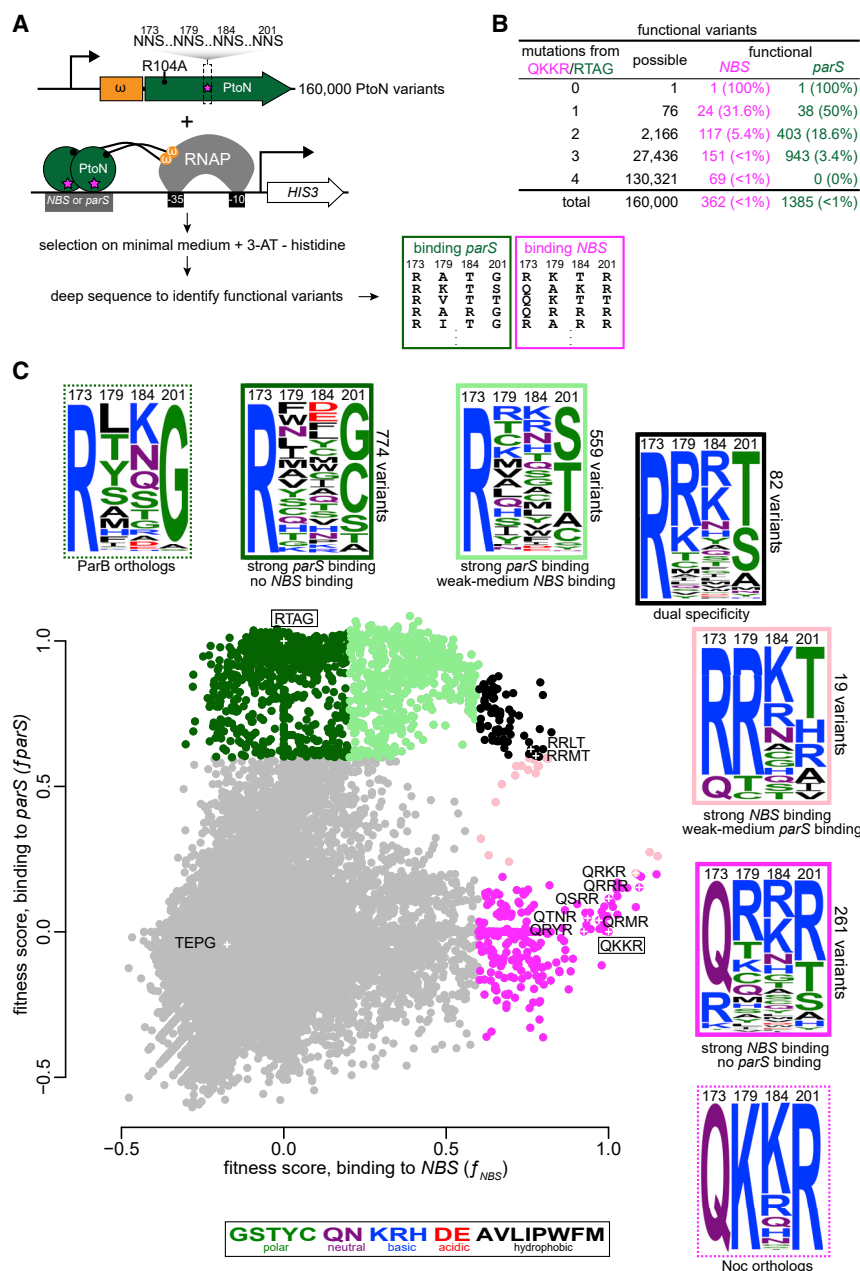 A
173 184
179 201
NNS..NNS..NNS..NNS
R104A
ω PtoN
160,000 PtoN variants
+
PtoN
ω
ω
RNAP
NBS or parS
-35
-10
HIS3
selection on minimal medium + 3-AT - histidine
deep sequence to identify functional variants
binding parS
173 179 184 201
R A T G
R K T S
R V T T
R A T G
R I R G
binding NBS
173 179 184 201
R K T R
Q A K R
Q K T T
Q R R R
R A R R
B
functional variants
mutations from QKKR/RTAG
possible
functional
NBS
parS
0 1 1 (100%) 1 (100%)
1 76 24 (31.6%) 38 (50%)
2 2,166 117 (5.4%) 403 (18.6%)
3 27,436 151 (<1%) 943 (3.4%)
4 130,321 69 (<1%) 0 (0%)
total 160,000 362 (<1%) 1385 (<1%)
C
173 179 184 201
ParB orthologs
173 179 184 201
774 variants
strong parS binding
no NBS binding
173 179 184 201
559 variants
strong parS binding
weak-medium NBS binding
173 179 184 201
82 variants
dual specificity
173 179 184 201
19 variants
strong NBS binding
weak-medium parS binding
173 179 184 201
261 variants
strong NBS binding
no parS binding
173 179 184 201
Noc orthologs
fitness score, binding to parS (ƒparS)
1.0
0.5
0.0
−0.5
RTAG
RRLT
RRMT
QRKR
QRRR
QSRR
QTNR
QRMR
QRYR
QKKR
TEPG
−0.5 0.0 0.5 1.0
fitness score, binding to NBS (ƒNBS)
GSTYC QN KRH DE AVLIPWFM
polar neutral basic acidic hydrophobic